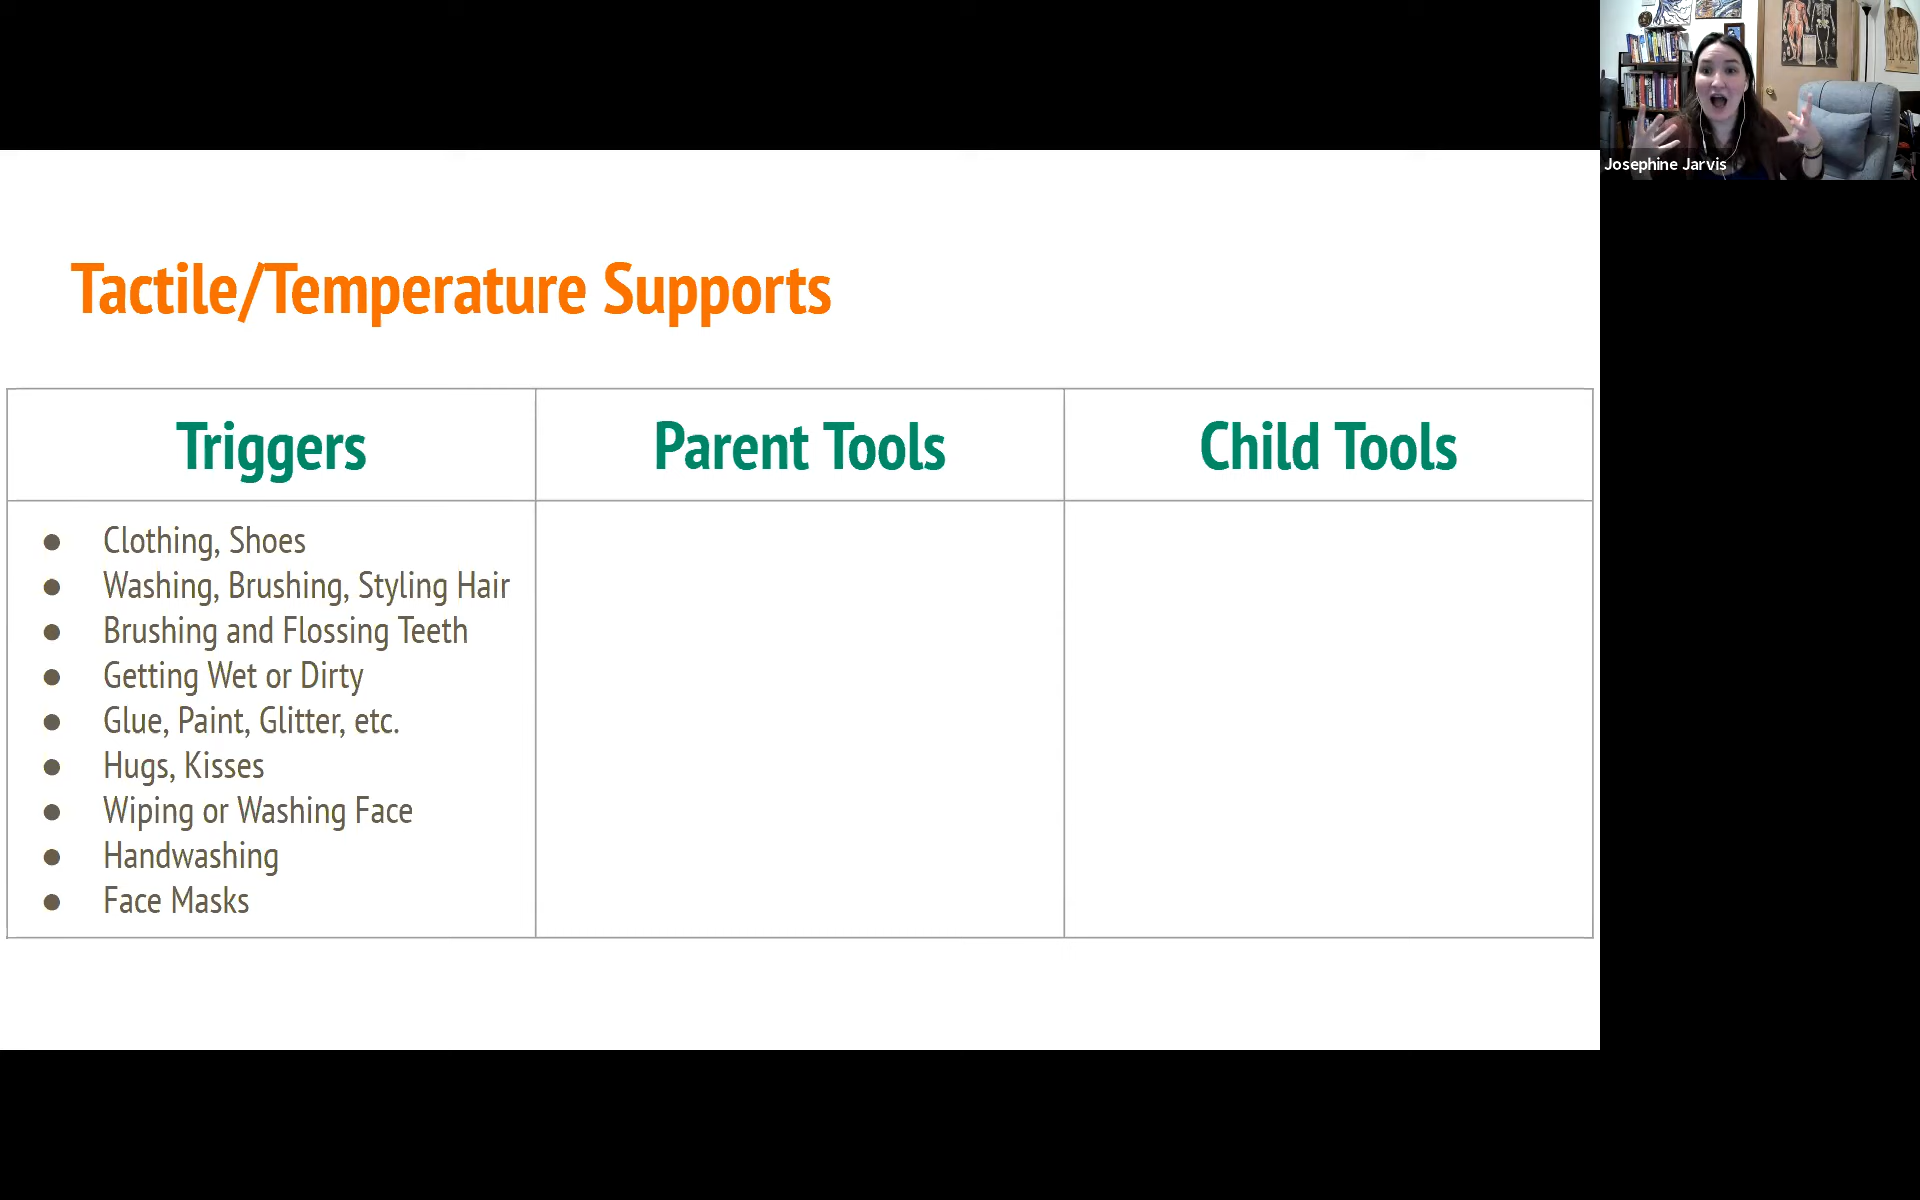 Josephine Jarvis
Tactile/Temperature Supports
Triggers
Parent Tools
Child Tools
● Clothing, Shoes
● Washing, Brushing, Styling Hair
● Brushing and Flossing Teeth
● Getting Wet or Dirty
● Glue, Paint, Glitter, etc.
● Hugs, Kisses
● Wiping or Washing Face
● Handwashing
● Face Masks